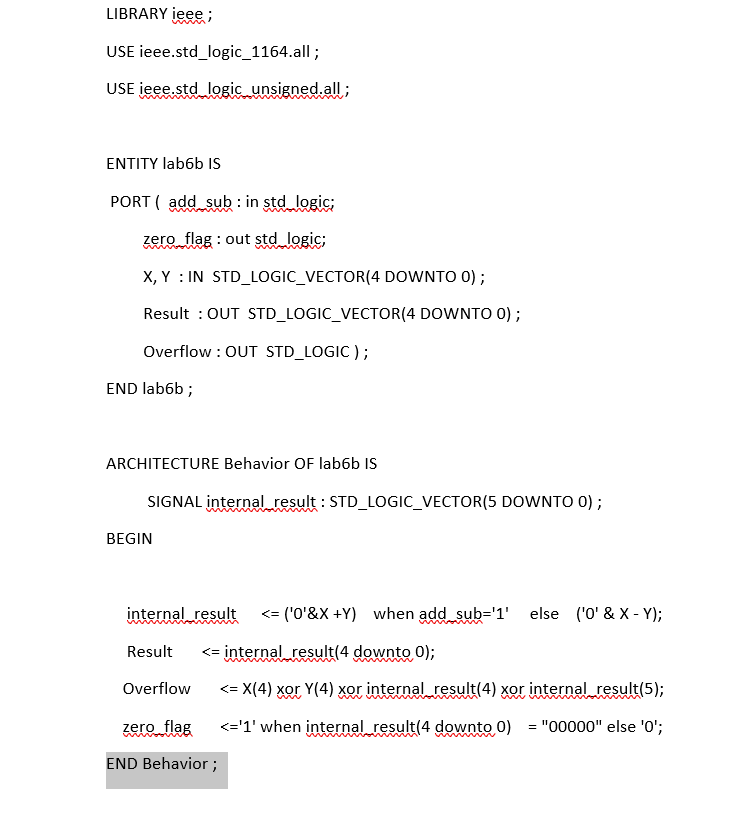 LIBRARY ieee ;
USE ieee.std_logic_1164.all ;
USE ieee.std_logic_unsigned.all ;
ENTITY lab6b IS
PORT ( add_sub : in std_logic;
zero_flag : out std_logic;
X, Y : IN STD_LOGIC_VECTOR(4 DOWNTO 0) ;
Result : OUT STD_LOGIC_VECTOR(4 DOWNTO 0) ;
Overflow : OUT STD_LOGIC ) ;
END lab6b ;
ARCHITECTURE Behavior OF lab6b IS
SIGNAL internal_result : STD_LOGIC_VECTOR(5 DOWNTO 0) ;
BEGIN
internal_result <= ('0'&X +Y) when add_sub='1' else ('0' & X - Y);
Result <= internal_result(4 downto 0);
Overflow <= X(4) xor Y(4) xor internal_result(4) xor internal_result(5);
zero_flag <='1' when internal_result(4 downto 0) = "00000" else '0';
END Behavior ;